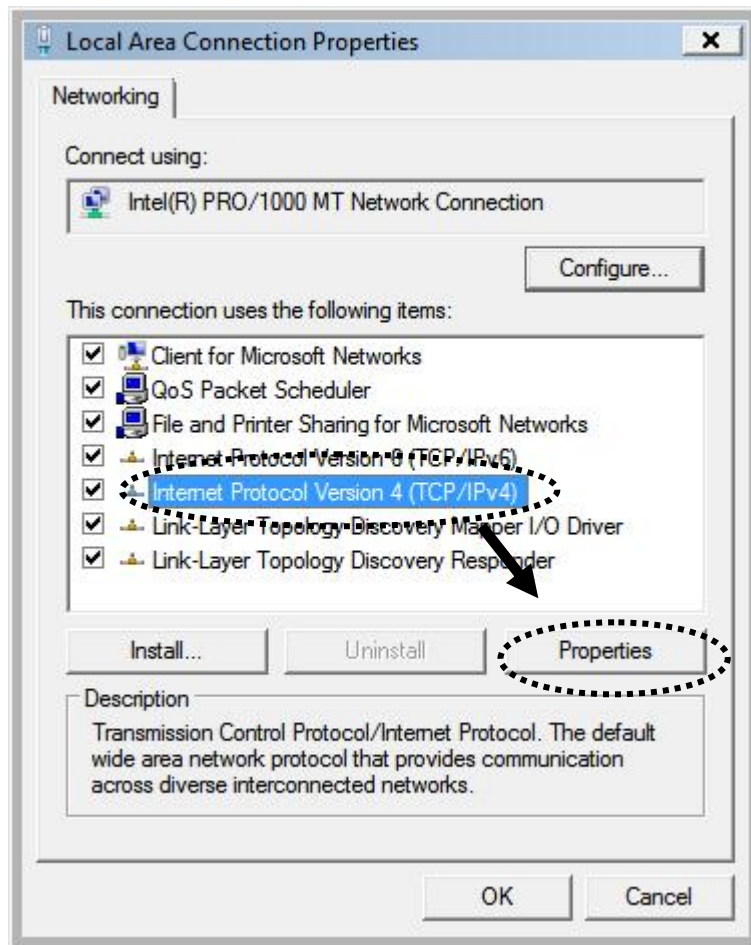 Local Area Connection Properties
Networking
Connect using:
Intel(R) PRO/1000 MT Network Connection
Configure...
This connection uses the following items:
Client for Microsoft Networks
QoS Packet Scheduler
File and Printer Sharing for Microsoft Networks
Internet Protocol Version 6 (TCP/IPv6)
Internet Protocol Version 4 (TCP/IPv4)
Link-Layer Topology Discovery Mapper I/O Driver
Link-Layer Topology Discovery Responder
Install... Uninstall Properties
Description
Transmission Control Protocol/Internet Protocol. The default
wide area network protocol that provides communication
across diverse interconnected networks.
OK Cancel